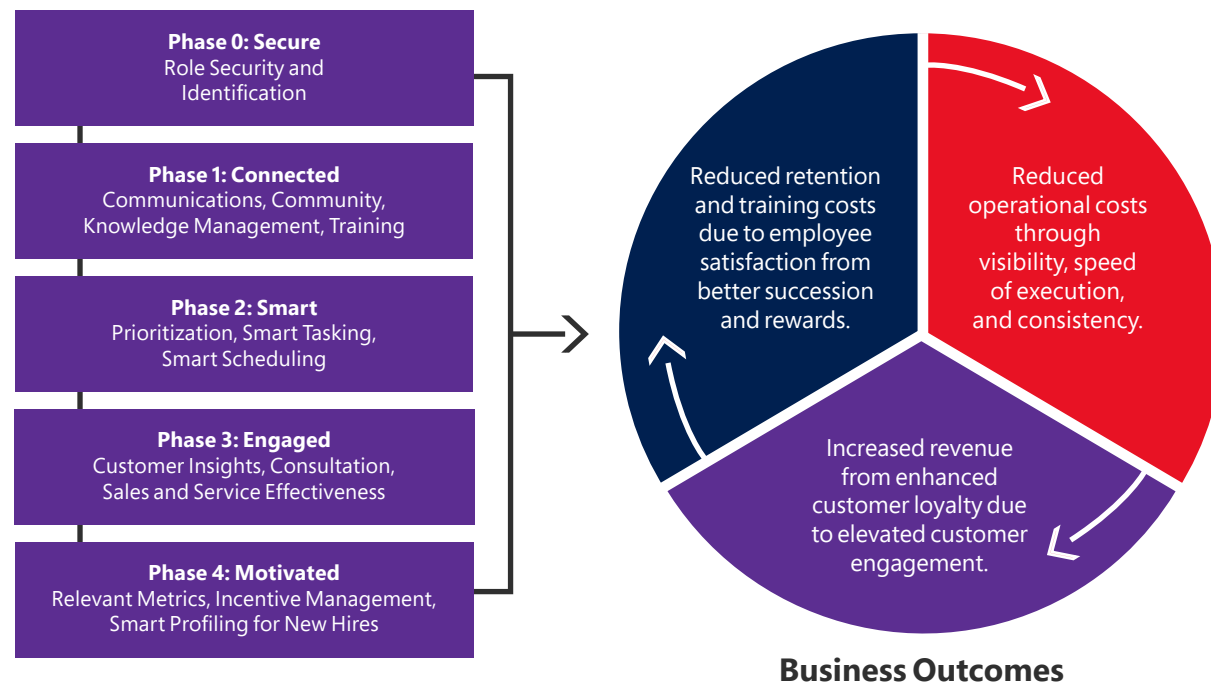 Phase 0: Secure
Role Security and
Identification
Phase 1: Connected
Communications, Community,
Knowledge Management, Training
Phase 2: Smart
Prioritization, Smart Tasking,
Smart Scheduling
Phase 3: Engaged
Customer Insights, Consultation,
Sales and Service Effectiveness
Phase 4: Motivated
Relevant Metrics, Incentive Management,
Smart Profiling for New Hires
Reduced retention
and training costs
due to employee
satisfaction from
better succession
and rewards.
Reduced
operational costs
through
visibility, speed
of execution,
and consistency.
Increased revenue
from enhanced
customer loyalty due
to elevated customer
engagement.
Business Outcomes